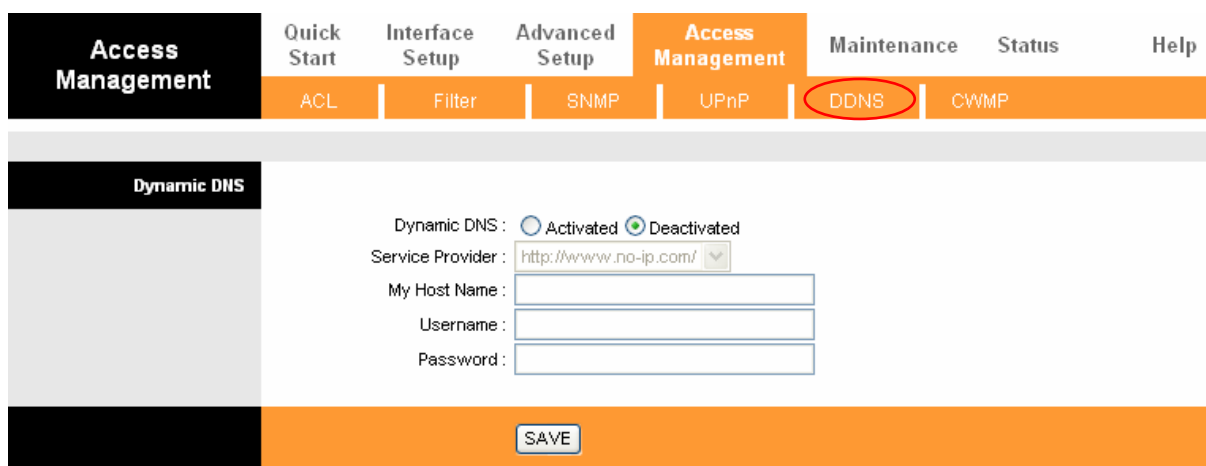 Access Management
Quick Start
Interface Setup
Advanced Setup
Access Management
Maintenance
Status
Help
ACL
Filter
SNMP
UPnP
DDNS
CWMP
Dynamic DNS
Dynamic DNS : Activated Deactivated
Service Provider : http://www.no-ip.com/
My Host Name :
Username :
Password :
SAVE